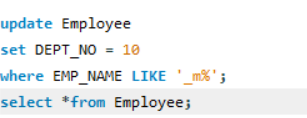 update Employee
set DEPT_NO = 10
where EMP_NAME LIKE '_m%';
select *from Employee;